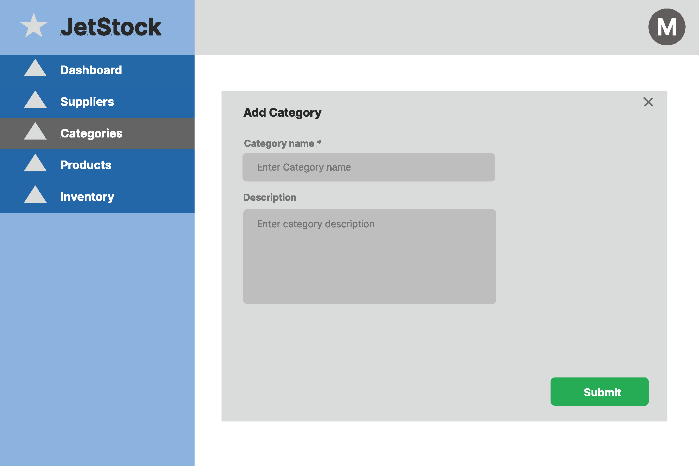 JetStock
M
Dashboard
Suppliers
Categories
Products
Inventory
Add Category
Category name *
Enter Category name
Description
Enter category description
Submit